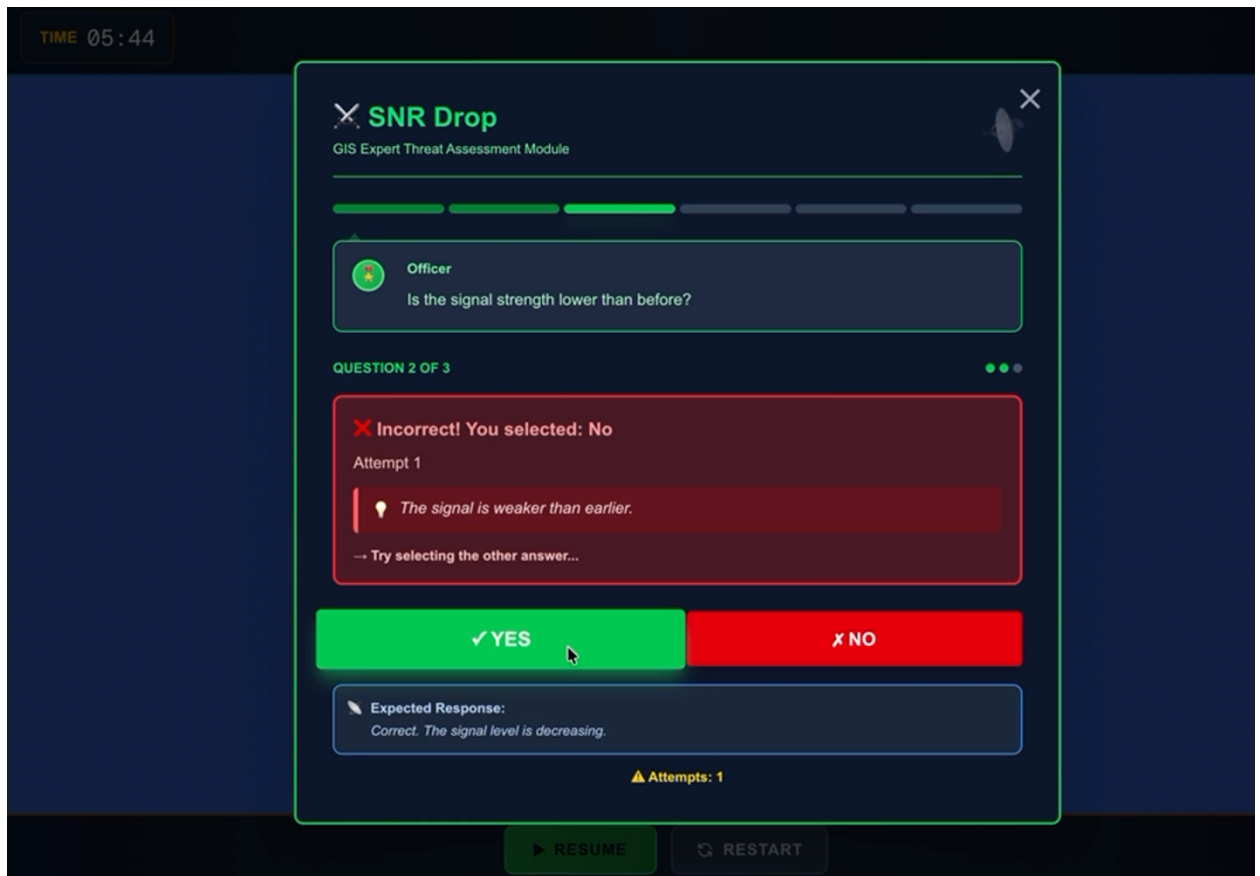 TIME 05:44
⚔ SNR Drop
GIS Expert Threat Assessment Module
Officer
Is the signal strength lower than before?
QUESTION 2 OF 3
❌ Incorrect! You selected: No
Attempt 1
💡 The signal is weaker than earlier.
→ Try selecting the other answer...
✓ YES
✗ NO
Expected Response:
Correct. The signal level is decreasing.
⚠ Attempts: 1
▶ RESUME
RESTART